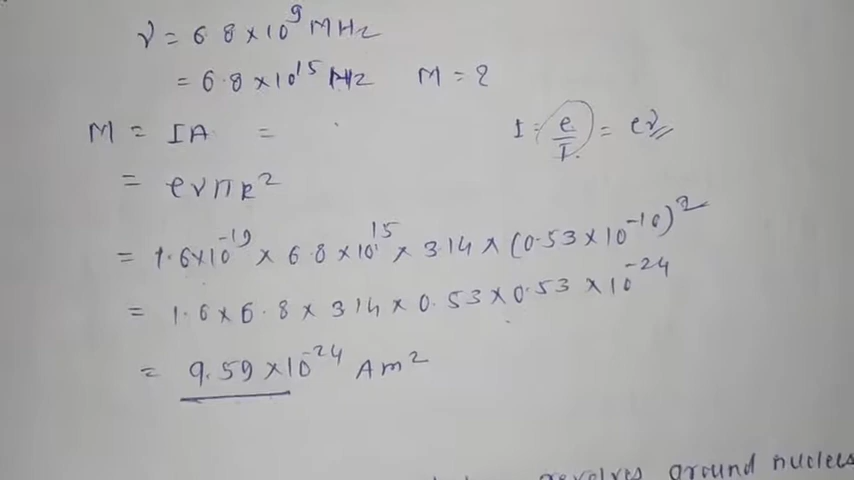 ν = 6.8 × 10⁹ MHz
= 6.8 × 10¹⁵ Hz M = ?
M = IA = I = e/T = eν
= eνπR²
= 1.6×10⁻¹⁹ × 6.8 × 10¹⁵ × 3.14 × (0.53 × 10⁻¹⁰)²
= 1.6 × 6.8 × 3.14 × 0.53 × 0.53 × 10⁻²⁴
= 9.59 × 10⁻²⁴ Am²
revolves around nucleus